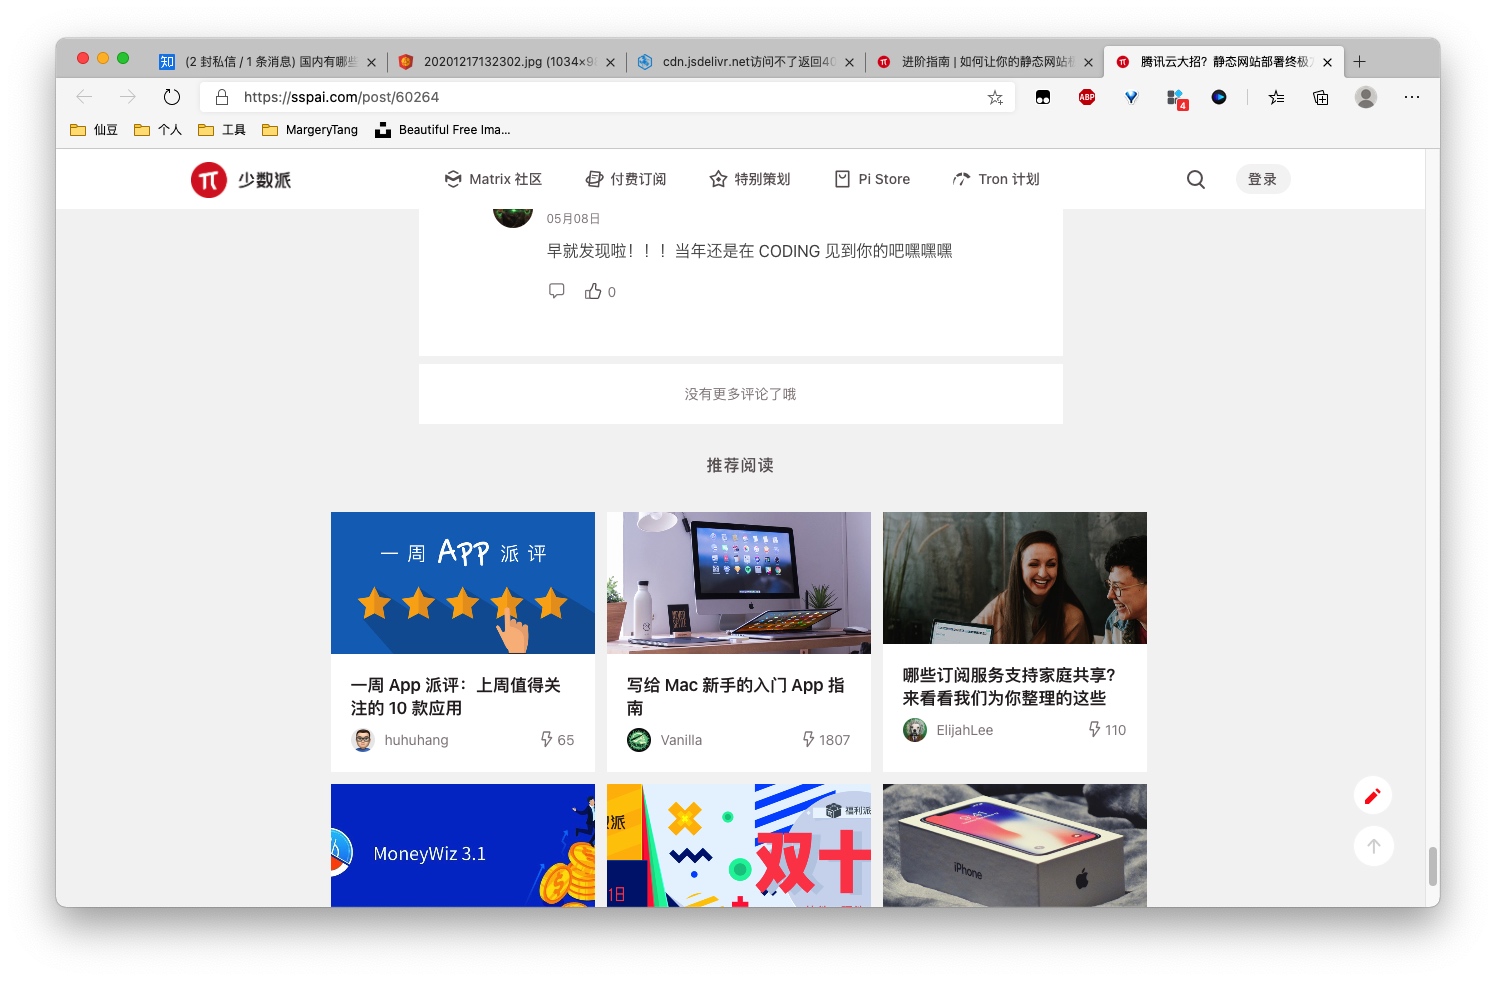 (2 封私信 / 1 条消息) 国内有哪些
20201217132302.jpg (1034×9
cdn.jsdelivr.net访问不了返回40
进阶指南 | 如何让你的静态网站
腾讯云大招？静态网站部署终极
https://sspai.com/post/60264
ABP
4
仙豆
个人
工具
MargeryTang
Beautiful Free Ima...
少数派
Matrix 社区
付费订阅
特别策划
Pi Store
Tron 计划
登录
05月08日
早就发现啦！！！当年还是在 CODING 见到你的吧嘿嘿嘿
0
没有更多评论了哦
推荐阅读
一周 App 派评
一周 App 派评：上周值得关
注的 10 款应用
huhuhang
65
写给 Mac 新手的入门 App 指
南
Vanilla
1807
哪些订阅服务支持家庭共享？
来看看我们为你整理的这些
ElijahLee
110
MoneyWiz 3.1
派
福利派
双十
1日
iPhone